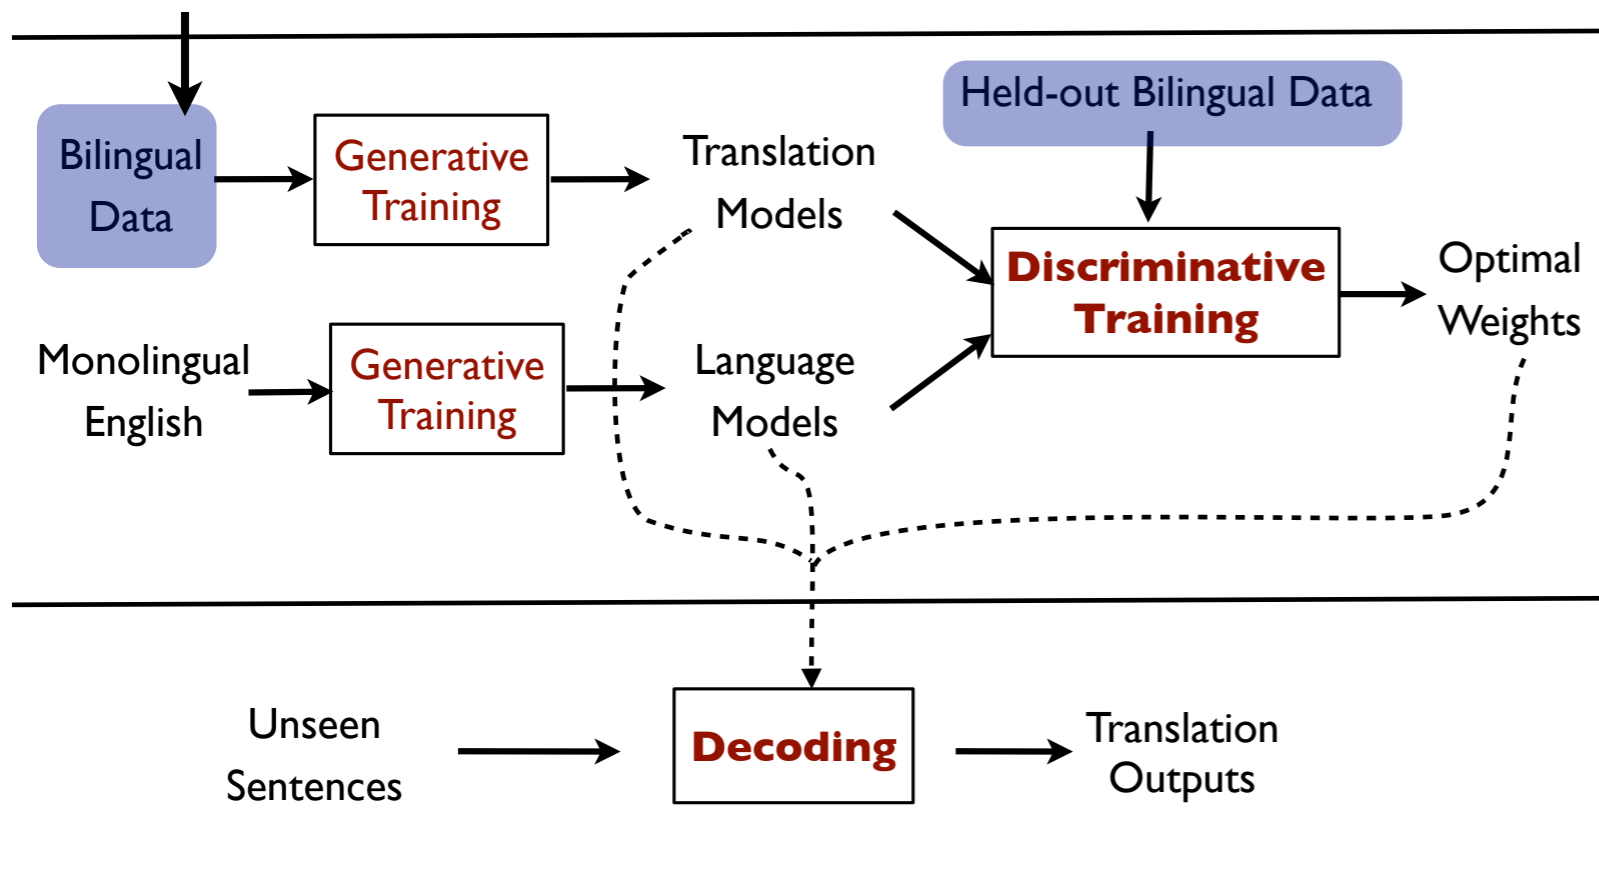 Held-out Bilingual Data
Bilingual
Data
Generative
Training
Translation
Models
Discriminative
Training
Optimal
Weights
Monolingual
English
Generative
Training
Language
Models
Unseen
Sentences
Decoding
Translation
Outputs